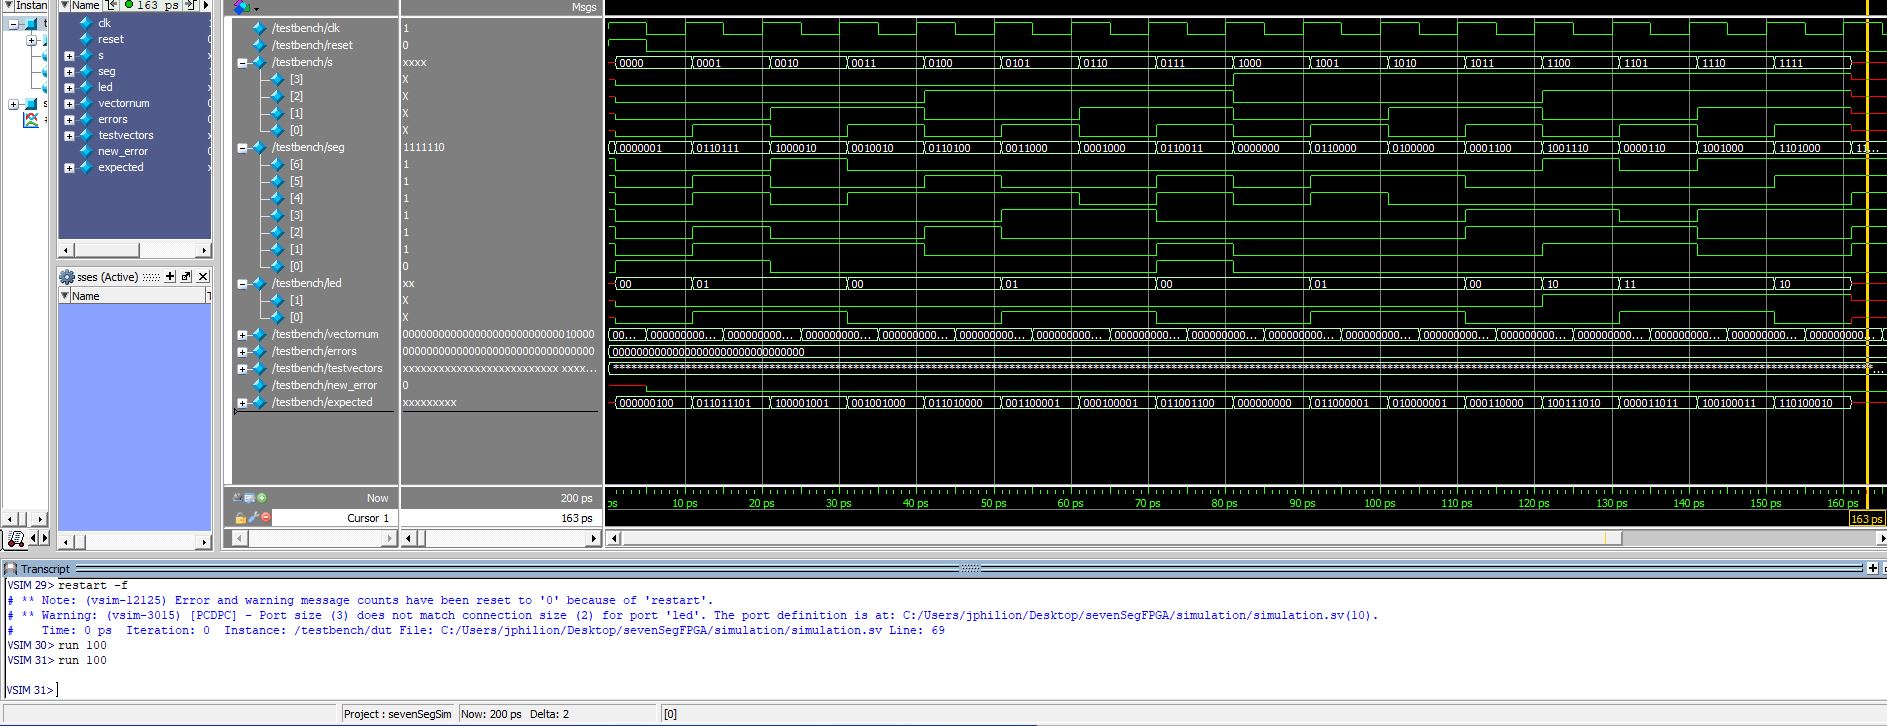 Instan
Name
163 ps
Msgs
clk
reset
s
seg
led
vectornum
errors
testvectors
new_error
expected
sses (Active)
Name
/testbench/clk 1
/testbench/reset 0
/testbench/s xxxx 0000 0001 0010 0011 0100 0101 0110 0111 1000 1001 1010 1011 1100 1101 1110 1111
[3] X
[2] X
[1] X
[0] X
/testbench/seg 1111110 0000001 0110111 1000010 0010010 0110100 0011000 0001000 0110011 0000000 0110000 0100000 0001100 1001110 0000110 1001000 1101000 11...
[6] 1
[5] 1
[4] 1
[3] 1
[2] 1
[1] 1
[0] 0
/testbench/led xx 00 01 00 01 00 01 00 10 11 10
[1] X
[0] X
/testbench/vectornum 00000000000000000000000000010000 00... 000000000... 000000000... 000000000... 000000000... 000000000... 000000000... 000000000... 000000000... 000000000... 000000000... 000000000... 000000000... 000000000... 000000000... 000000000... 000000000...
/testbench/errors 00000000000000000000000000000000 00000000000000000000000000000000
/testbench/testvectors
/testbench/new_error 0
/testbench/expected xxxxxxxxx 000000100 011011101 100001001 001001000 011010000 001100001 000100001 011001100 000000000 011000001 010000001 000110000 100111010 000011011 100100011 110100010
Now 200 ps
10 ps 20 ps 30 ps 40 ps 50 ps 60 ps 70 ps 80 ps 90 ps 100 ps 110 ps 120 ps 130 ps 140 ps 150 ps 160 ps
Cursor 1 163 ps 163 ps
Transcript
VSIM 29> restart -f
# ** Note: (vsim-12125) Error and warning message counts have been reset to '0' because of 'restart'.
# ** Warning: (vsim-3015) [PCDPC] - Port size (3) does not match connection size (2) for port 'led'. The port definition is at: C:/Users/jphilion/Desktop/sevenSegFPGA/simulation/simulation.sv(10).
# Time: 0 ps Iteration: 0 Instance: /testbench/dut File: C:/Users/jphilion/Desktop/sevenSegFPGA/simulation/simulation.sv Line: 69
VSIM 30> run 100
VSIM 31> run 100
VSIM 31>
Project : sevenSegSim Now: 200 ps Delta: 2 [0]